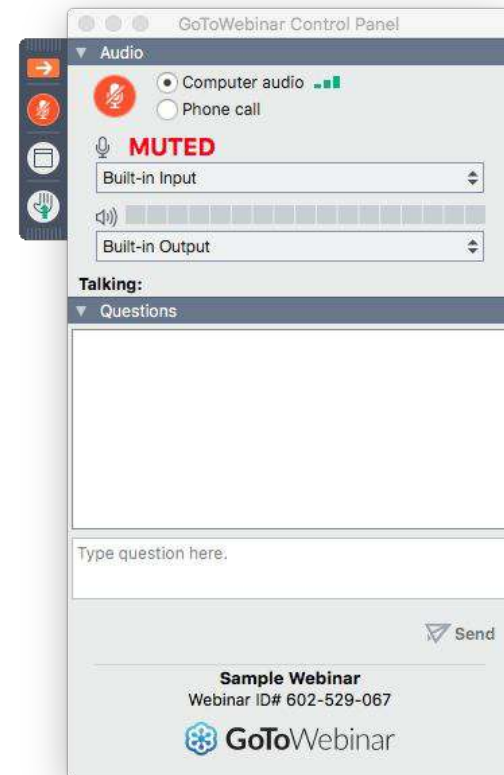 GoToWebinar Control Panel
Audio
Computer audio
Phone call
MUTED
Built-in Input
Built-in Output
Talking:
Questions
Type question here.
Send
Sample Webinar
Webinar ID# 602-529-067
GoToWebinar